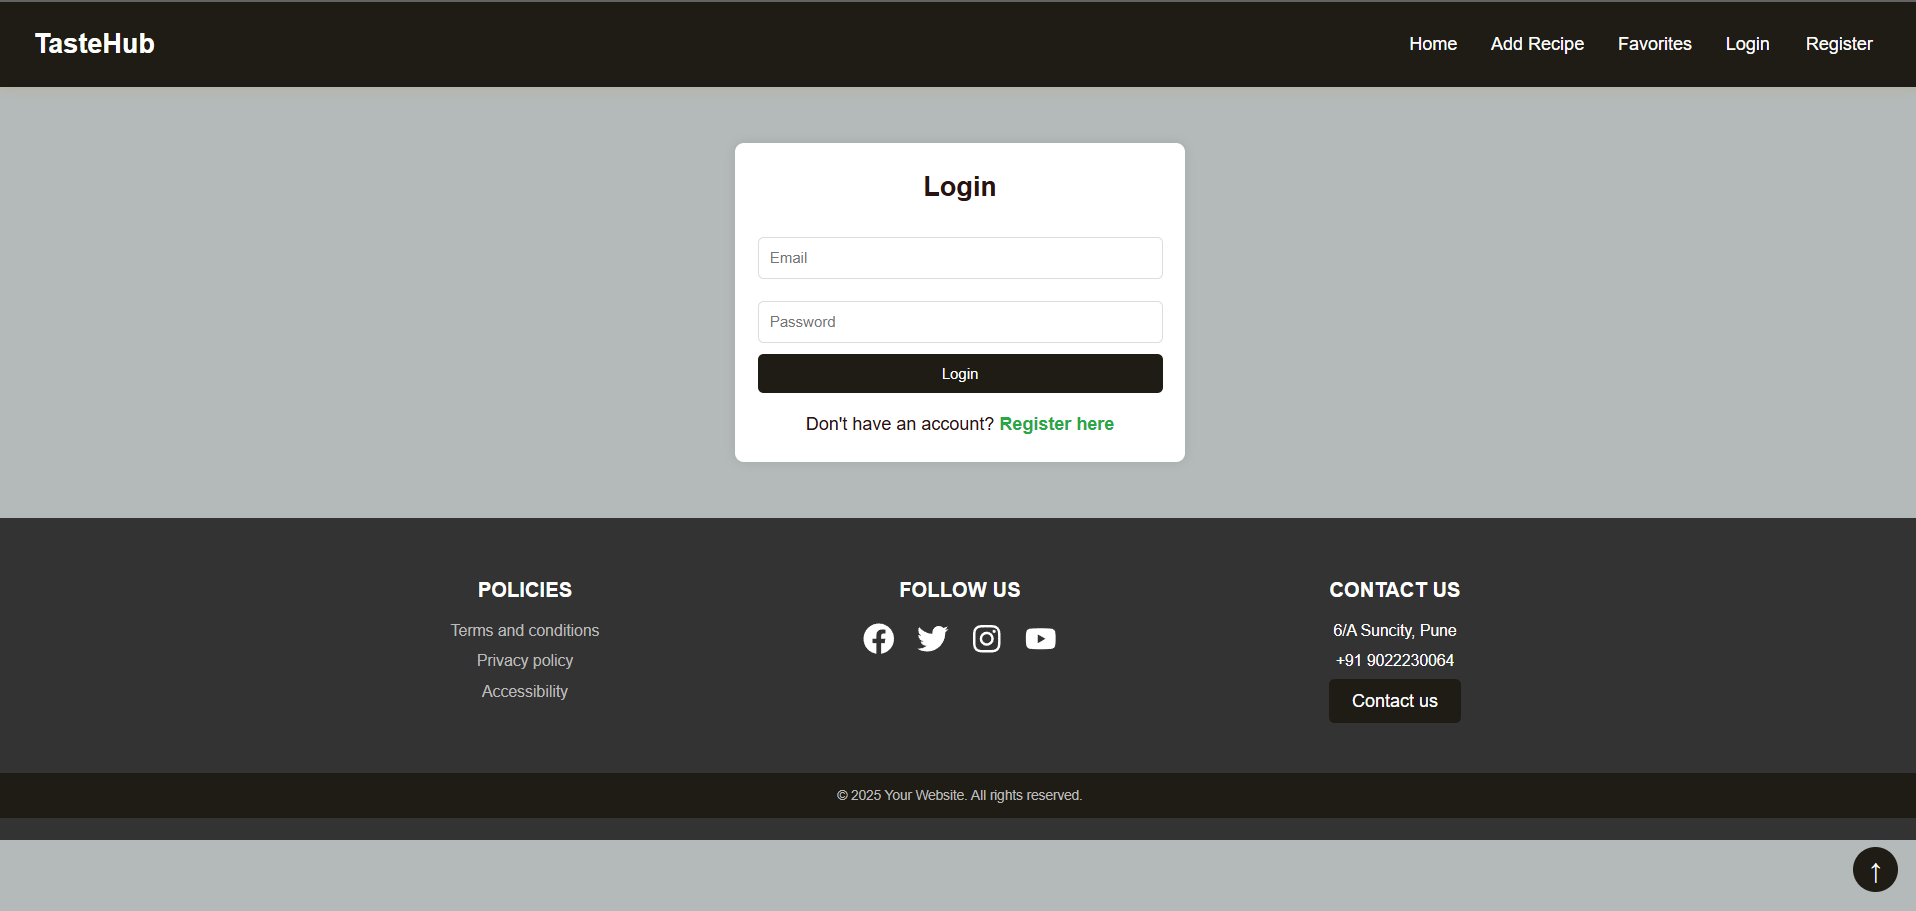 TasteHub
Home Add Recipe Favorites Login Register
Login
Email
Password
Login
Don't have an account? Register here
POLICIES
Terms and conditions
Privacy policy
Accessibility
FOLLOW US
CONTACT US
6/A Suncity, Pune
+91 9022230064
Contact us
© 2025 Your Website. All rights reserved.
↑